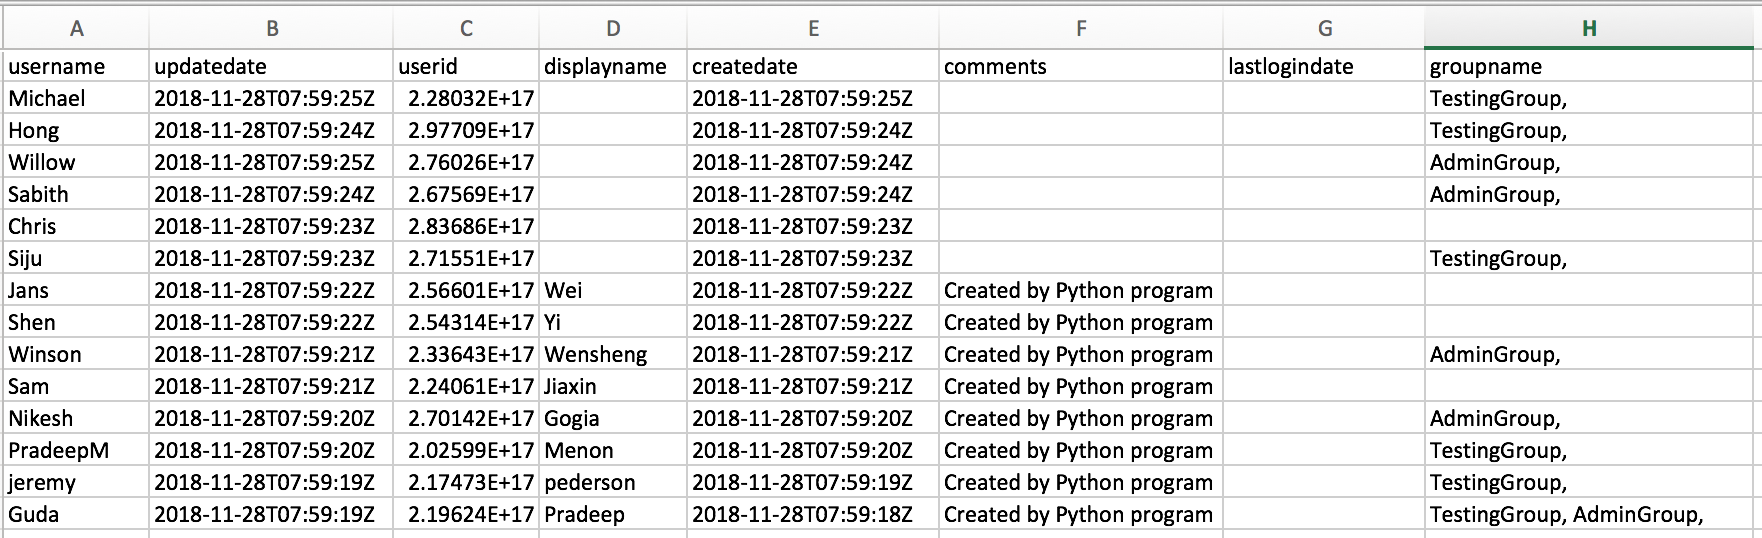 A B C D E F G H
username updatedate userid displayname createdate comments lastlogindate groupname
Michael 2018-11-28T07:59:25Z 2.28032E+17 2018-11-28T07:59:25Z TestingGroup,
Hong 2018-11-28T07:59:24Z 2.97709E+17 2018-11-28T07:59:24Z TestingGroup,
Willow 2018-11-28T07:59:25Z 2.76026E+17 2018-11-28T07:59:24Z AdminGroup,
Sabith 2018-11-28T07:59:24Z 2.67569E+17 2018-11-28T07:59:24Z AdminGroup,
Chris 2018-11-28T07:59:23Z 2.83686E+17 2018-11-28T07:59:23Z
Siju 2018-11-28T07:59:23Z 2.71551E+17 2018-11-28T07:59:23Z TestingGroup,
Jans 2018-11-28T07:59:22Z 2.56601E+17 Wei 2018-11-28T07:59:22Z Created by Python program
Shen 2018-11-28T07:59:22Z 2.54314E+17 Yi 2018-11-28T07:59:22Z Created by Python program
Winson 2018-11-28T07:59:21Z 2.33643E+17 Wensheng 2018-11-28T07:59:21Z Created by Python program AdminGroup,
Sam 2018-11-28T07:59:21Z 2.24061E+17 Jiaxin 2018-11-28T07:59:21Z Created by Python program
Nikesh 2018-11-28T07:59:20Z 2.70142E+17 Gogia 2018-11-28T07:59:20Z Created by Python program AdminGroup,
PradeepM 2018-11-28T07:59:20Z 2.02599E+17 Menon 2018-11-28T07:59:20Z Created by Python program TestingGroup,
jeremy 2018-11-28T07:59:19Z 2.17473E+17 pederson 2018-11-28T07:59:19Z Created by Python program TestingGroup,
Guda 2018-11-28T07:59:19Z 2.19624E+17 Pradeep 2018-11-28T07:59:18Z Created by Python program TestingGroup, AdminGroup,